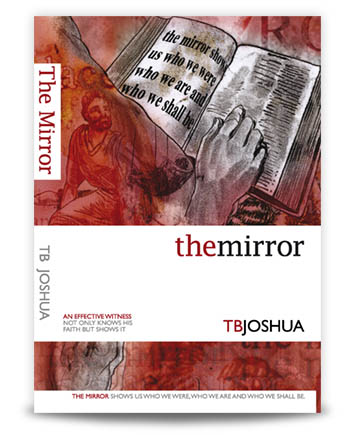 the mirror show
us who we were
who we are and
who we shall be
The Mirror
themirror
TB JOSHUA
AN EFFECTIVE WITNESS
NOT ONLY KNOWS HIS
FAITH BUT SHOWS IT
TBJOSHUA
THE MIRROR SHOWS US WHO WE WERE, WHO WE ARE AND WHO WE SHALL BE.